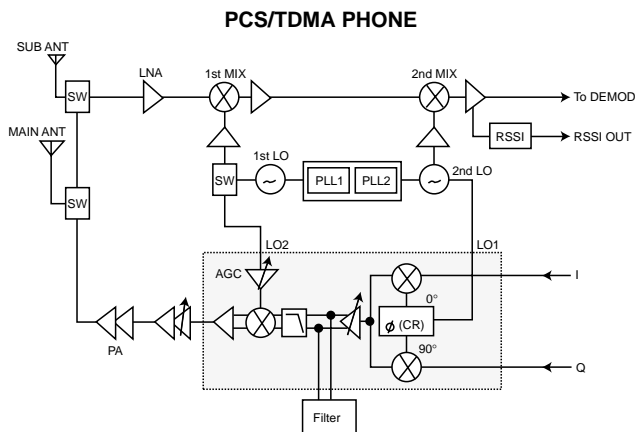 PCS/TDMA PHONE
SUB ANT
LNA
1st MIX
2nd MIX
SW
To DEMOD
MAIN ANT
RSSI
RSSI OUT
1st LO
SW
PLL1
PLL2
2nd LO
SW
LO2
LO1
AGC
I
0°
ϕ (CR)
90°
PA
Q
Filter